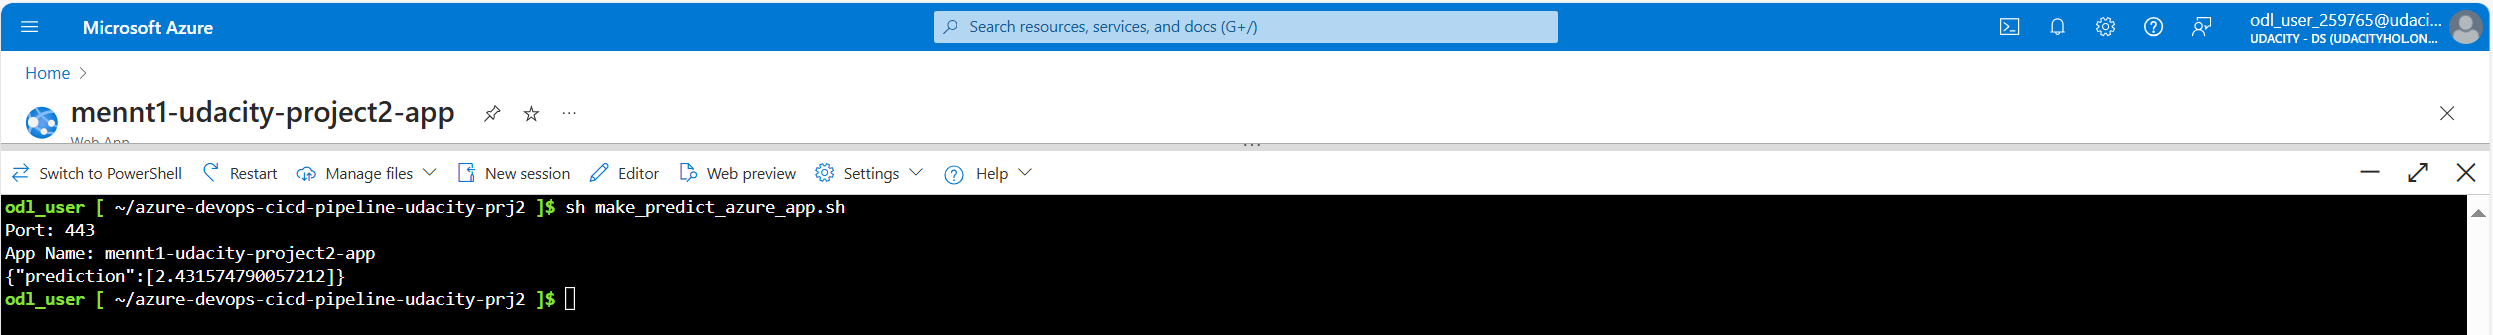 Microsoft Azure
Search resources, services, and docs (G+/)
odl_user_259765@udaci...
UDACITY - DS (UDACITYHOL.ON...
Home
mennt1-udacity-project2-app
...
Web App
Switch to PowerShell Restart Manage files New session Editor Web preview Settings Help
odl_user [ ~/azure-devops-cicd-pipeline-udacity-prj2 ]$ sh make_predict_azure_app.sh
Port: 443
App Name: mennt1-udacity-project2-app
{"prediction":[2.431574790057212]}
odl_user [ ~/azure-devops-cicd-pipeline-udacity-prj2 ]$